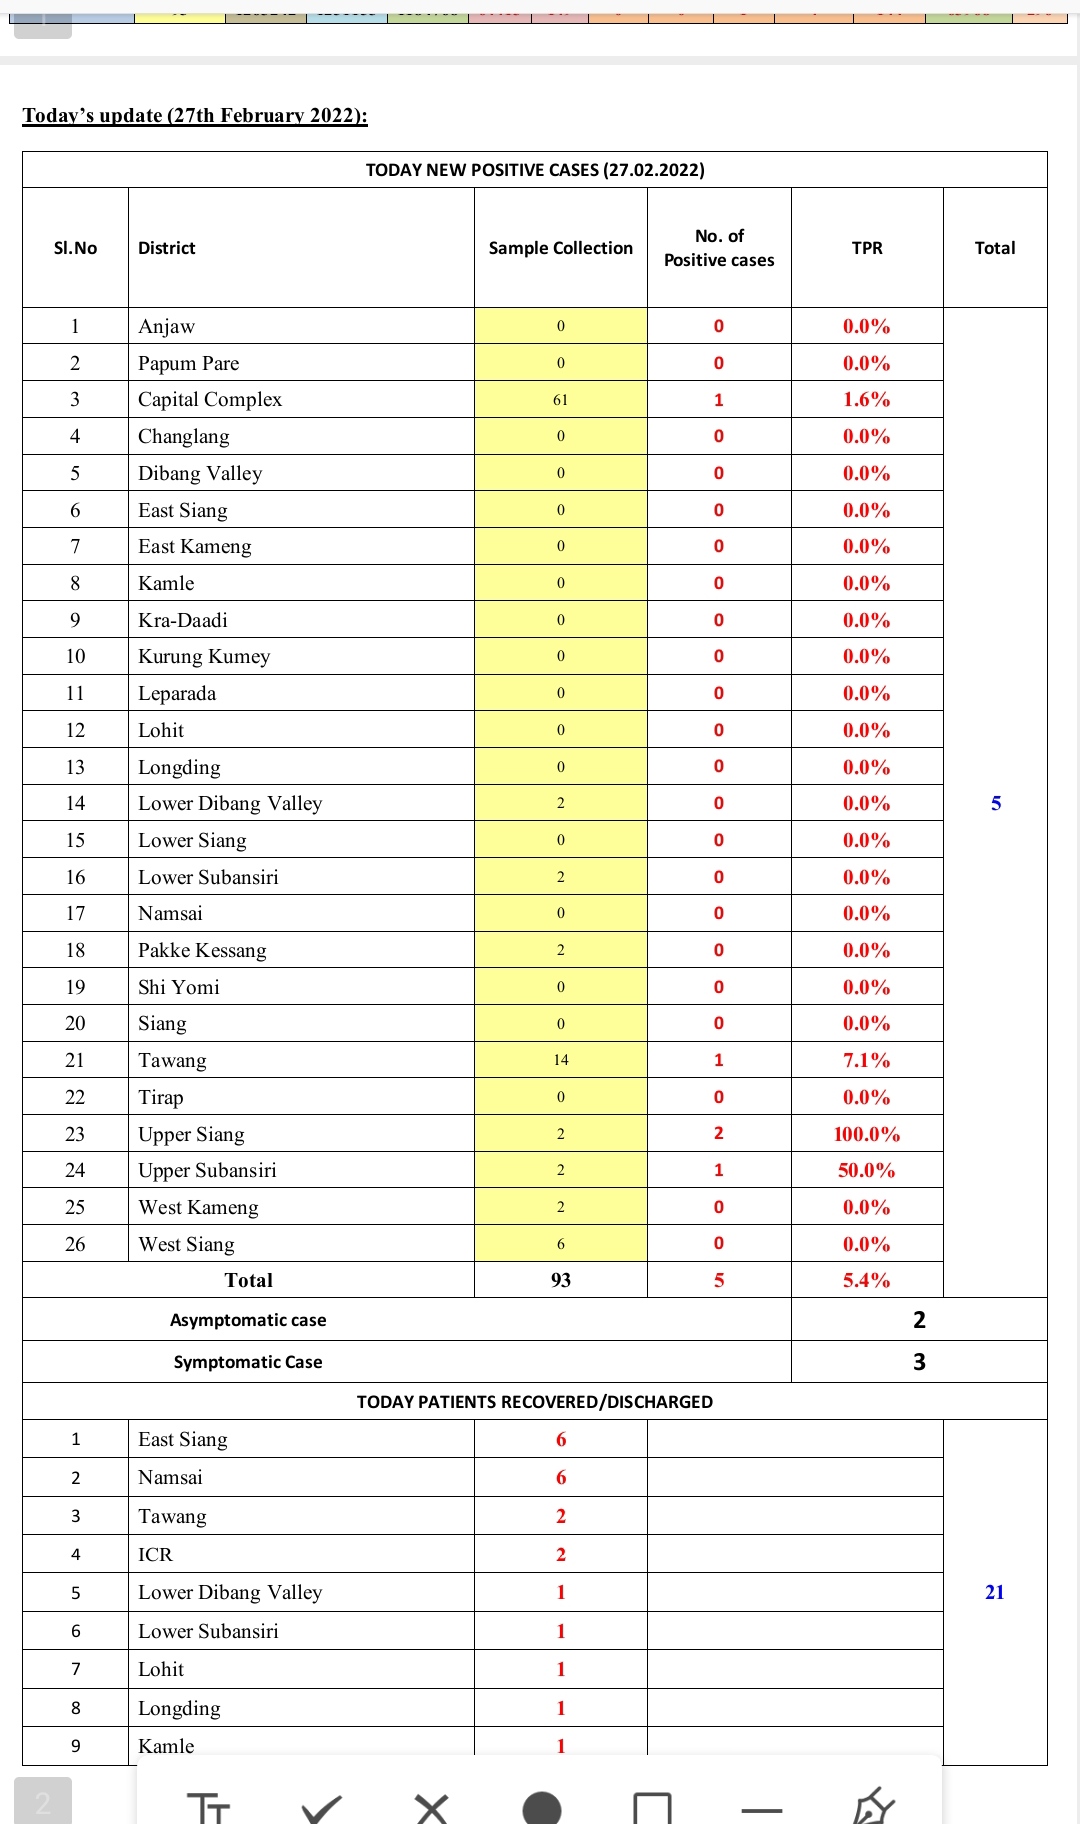 Today’s update (27th February 2022):
TODAY NEW POSITIVE CASES (27.02.2022)
Sl.No District Sample Collection No. of Positive cases TPR Total
1 Anjaw 0 0 0.0%
2 Papum Pare 0 0 0.0%
3 Capital Complex 61 1 1.6%
4 Changlang 0 0 0.0%
5 Dibang Valley 0 0 0.0%
6 East Siang 0 0 0.0%
7 East Kameng 0 0 0.0%
8 Kamle 0 0 0.0%
9 Kra-Daadi 0 0 0.0%
10 Kurung Kumey 0 0 0.0%
11 Leparada 0 0 0.0%
12 Lohit 0 0 0.0%
13 Longding 0 0 0.0%
14 Lower Dibang Valley 2 0 0.0% 5
15 Lower Siang 0 0 0.0%
16 Lower Subansiri 2 0 0.0%
17 Namsai 0 0 0.0%
18 Pakke Kessang 2 0 0.0%
19 Shi Yomi 0 0 0.0%
20 Siang 0 0 0.0%
21 Tawang 14 1 7.1%
22 Tirap 0 0 0.0%
23 Upper Siang 2 2 100.0%
24 Upper Subansiri 2 1 50.0%
25 West Kameng 2 0 0.0%
26 West Siang 6 0 0.0%
Total 93 5 5.4%
Asymptomatic case 2
Symptomatic Case 3
TODAY PATIENTS RECOVERED/DISCHARGED
1 East Siang 6
2 Namsai 6
3 Tawang 2
4 ICR 2
5 Lower Dibang Valley 1 21
6 Lower Subansiri 1
7 Lohit 1
8 Longding 1
9 Kamle 1
2